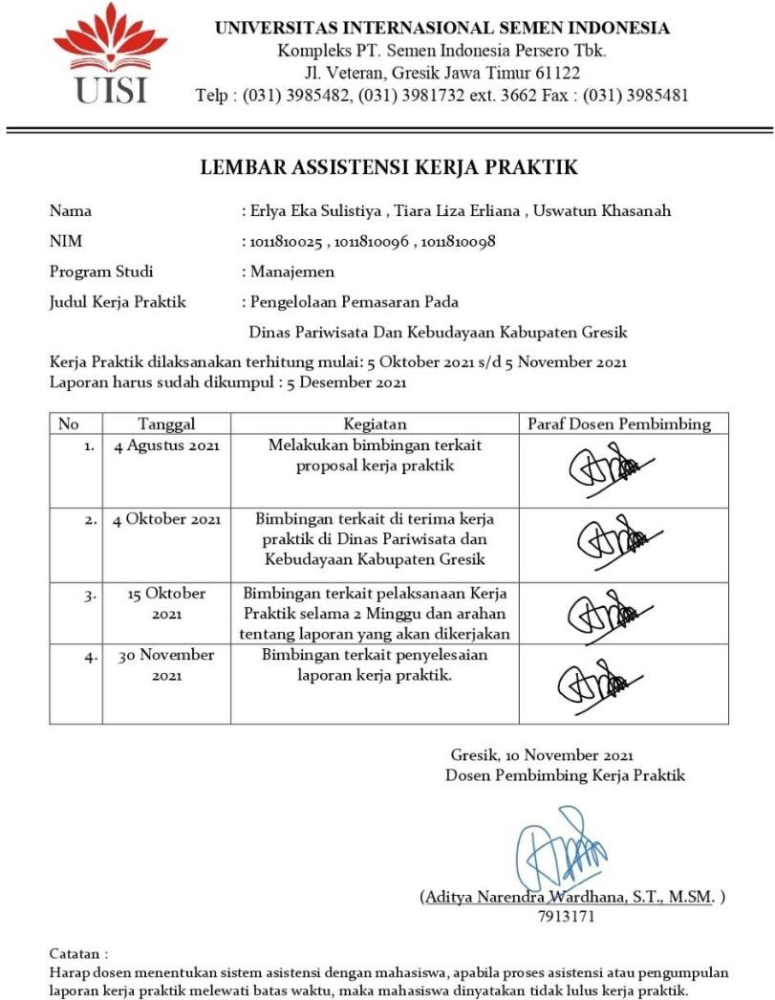 UISI
UNIVERSITAS INTERNASIONAL SEMEN INDONESIA
Kompleks PT. Semen Indonesia Persero Tbk.
Jl. Veteran, Gresik Jawa Timur 61122
Telp : (031) 3985482, (031) 3981732 ext. 3662 Fax : (031) 3985481
LEMBAR ASSISTENSI KERJA PRAKTIK
Nama : Erlya Eka Sulistiya , Tiara Liza Erliana , Uswatun Khasanah
NIM : 1011810025 , 1011810096 , 1011810098
Program Studi : Manajemen
Judul Kerja Praktik : Pengelolaan Pemasaran Pada
Dinas Pariwisata Dan Kebudayaan Kabupaten Gresik
Kerja Praktik dilaksanakan terhitung mulai: 5 Oktober 2021 s/d 5 November 2021
Laporan harus sudah dikumpul : 5 Desember 2021
No Tanggal Kegiatan Paraf Dosen Pembimbing
1. 4 Agustus 2021 Melakukan bimbingan terkait
proposal kerja praktik
2. 4 Oktober 2021 Bimbingan terkait di terima kerja
praktik di Dinas Pariwisata dan
Kebudayaan Kabupaten Gresik
3. 15 Oktober Bimbingan terkait pelaksanaan Kerja
2021 Praktik selama 2 Minggu dan arahan
tentang laporan yang akan dikerjakan
4. 30 November Bimbingan terkait penyelesaian
2021 laporan kerja praktik.
Gresik, 10 November 2021
Dosen Pembimbing Kerja Praktik
(Aditya Narendra Wardhana, S.T., M.SM. )
7913171
Catatan :
Harap dosen menentukan sistem asistensi dengan mahasiswa, apabila proses asistensi atau pengumpulan
laporan kerja praktik melewati batas waktu, maka mahasiswa dinyatakan tidak lulus kerja praktik.